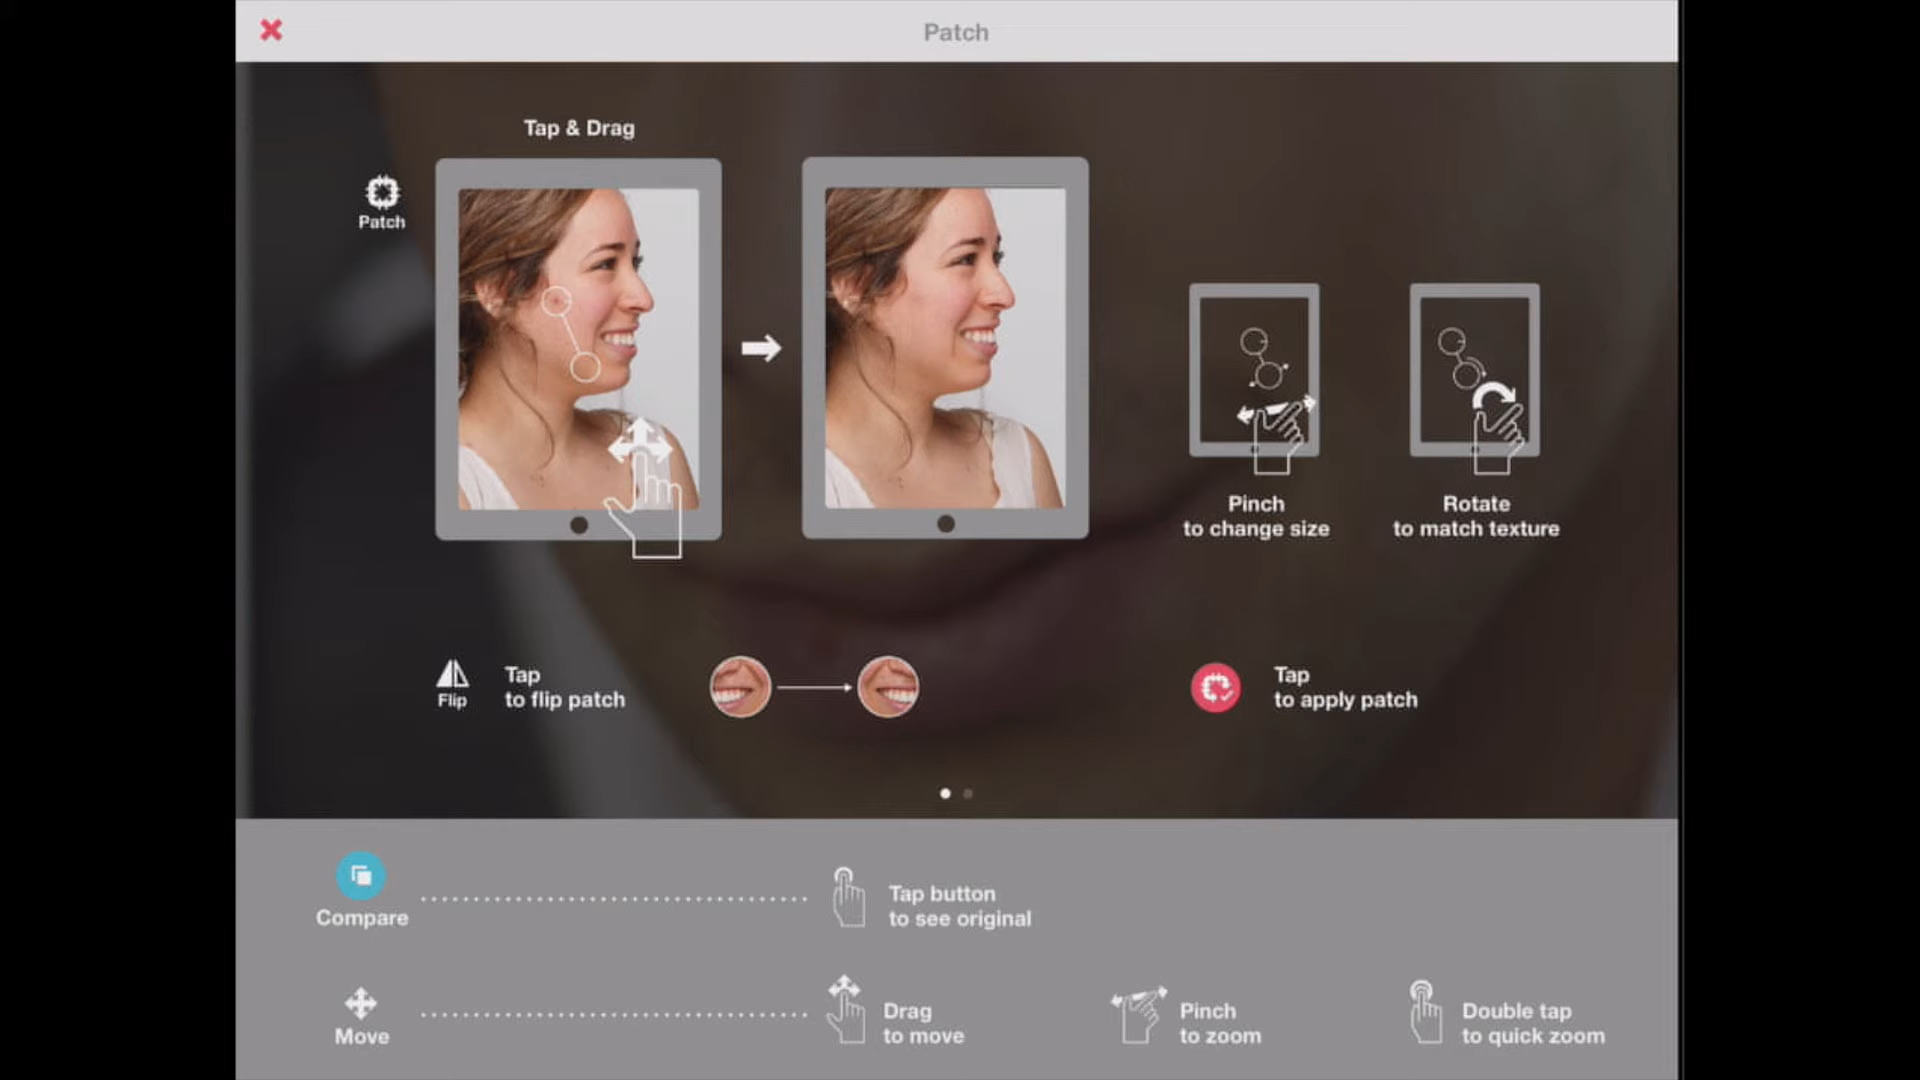 Patch
Tap & Drag
Patch
Pinch
to change size
Rotate
to match texture
Flip
Tap
to flip patch
Tap
to apply patch
Compare
Tap button
to see original
Move
Drag
to move
Pinch
to zoom
Double tap
to quick zoom